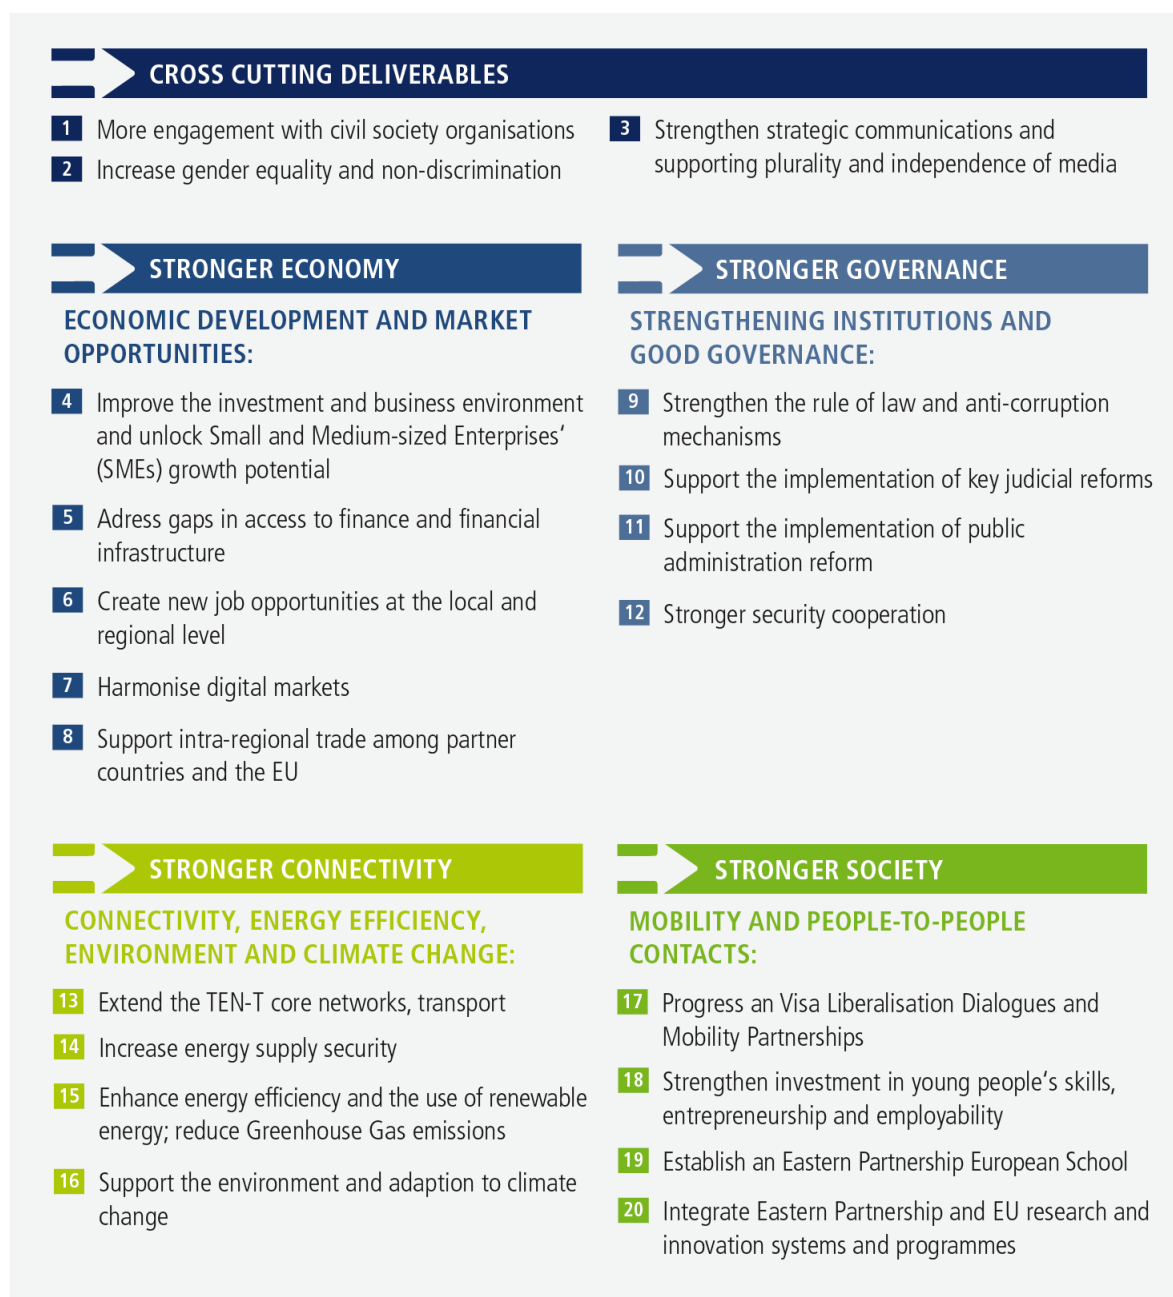 CROSS CUTTING DELIVERABLES
1 More engagement with civil society organisations
2 Increase gender equality and non-discrimination
3 Strengthen strategic communications and
supporting plurality and independence of media
STRONGER ECONOMY
ECONOMIC DEVELOPMENT AND MARKET
OPPORTUNITIES:
4 Improve the investment and business environment
and unlock Small and Medium-sized Enterprises‘
(SMEs) growth potential
5 Adress gaps in access to finance and financial
infrastructure
6 Create new job opportunities at the local and
regional level
7 Harmonise digital markets
8 Support intra-regional trade among partner
countries and the EU
STRONGER GOVERNANCE
STRENGTHENING INSTITUTIONS AND
GOOD GOVERNANCE:
9 Strengthen the rule of law and anti-corruption
mechanisms
10 Support the implementation of key judicial reforms
11 Support the implementation of public
administration reform
12 Stronger security cooperation
STRONGER CONNECTIVITY
CONNECTIVITY, ENERGY EFFICIENCY,
ENVIRONMENT AND CLIMATE CHANGE:
13 Extend the TEN-T core networks, transport
14 Increase energy supply security
15 Enhance energy efficiency and the use of renewable
energy; reduce Greenhouse Gas emissions
16 Support the environment and adaption to climate
change
STRONGER SOCIETY
MOBILITY AND PEOPLE-TO-PEOPLE
CONTACTS:
17 Progress an Visa Liberalisation Dialogues and
Mobility Partnerships
18 Strengthen investment in young people‘s skills,
entrepreneurship and employability
19 Establish an Eastern Partnership European School
20 Integrate Eastern Partnership and EU research and
innovation systems and programmes